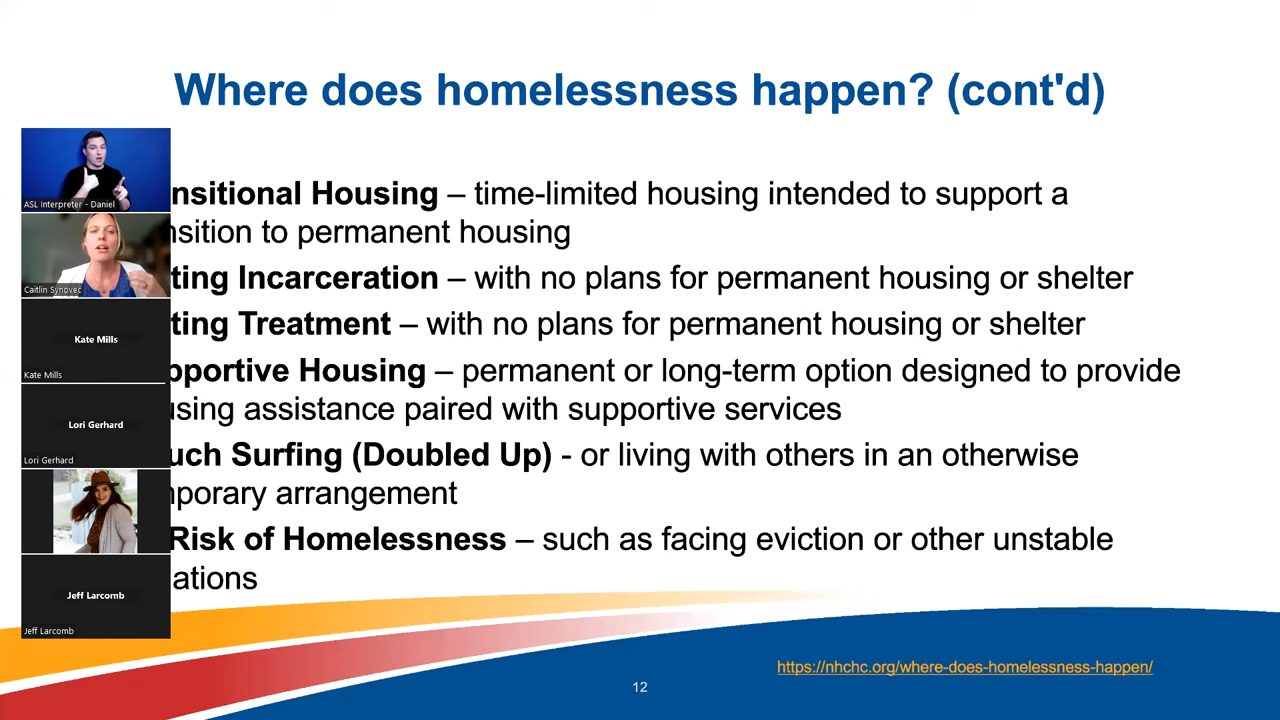 Where does homelessness happen? (cont'd)
nsitional Housing – time-limited housing intended to support a
nsition to permanent housing
ting Incarceration – with no plans for permanent housing or shelter
ting Treatment – with no plans for permanent housing or shelter
pportive Housing – permanent or long-term option designed to provide
using assistance paired with supportive services
uch Surfing (Doubled Up) - or living with others in an otherwise
mporary arrangement
Risk of Homelessness – such as facing eviction or other unstable
ations
ASL Interpreter - Daniel
Caitlin Synovec
Kate Mills
Kate Mills
Lori Gerhard
Lori Gerhard
Jeff Larcomb
Jeff Larcomb
https://nhchc.org/where-does-homelessness-happen/
12